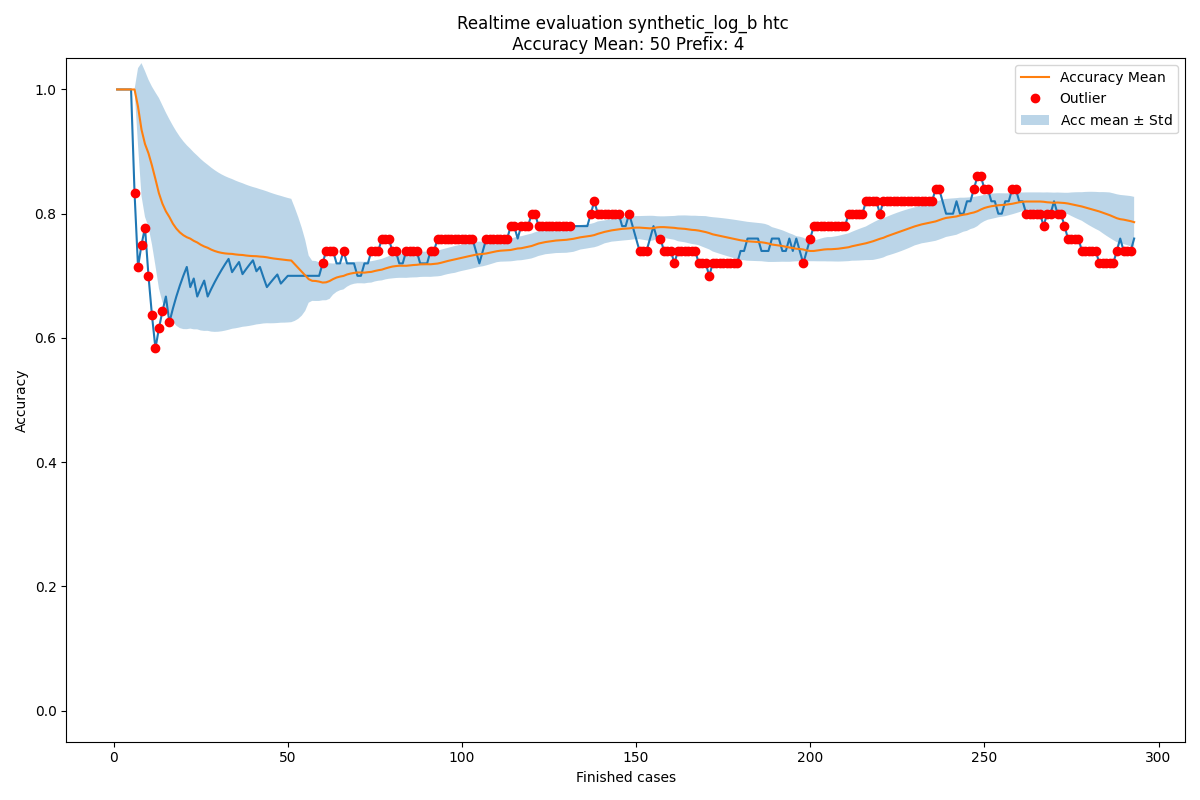 Realtime evaluation synthetic_log_b htc
Accuracy Mean: 50 Prefix: 4
Accuracy Mean
Outlier
Acc mean ± Std
1.0
0.8
0.6
0.4
0.2
0.0
Accuracy
0 50 100 150 200 250 300
Finished cases